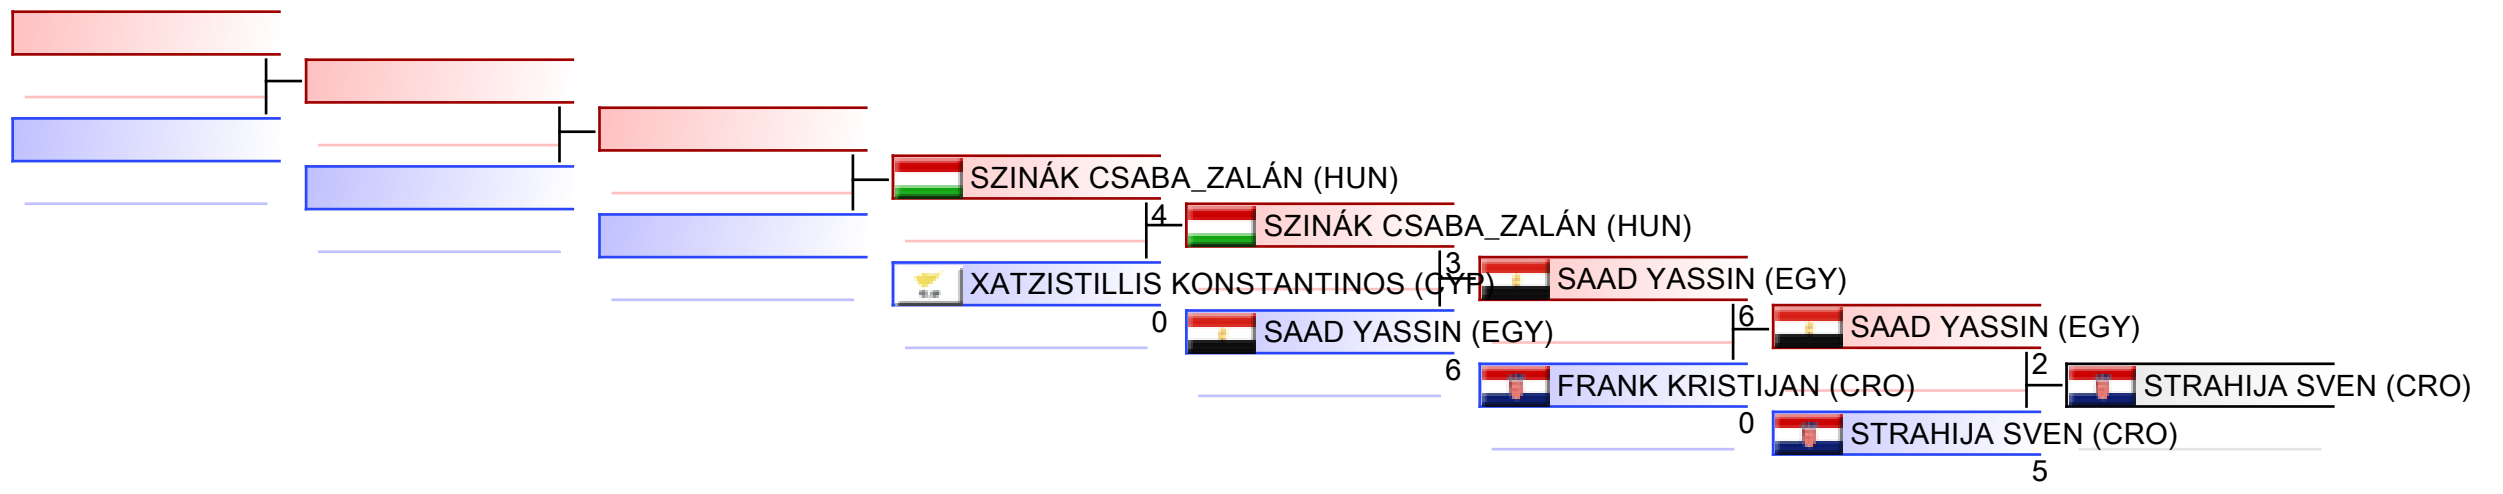 SZINÁK CSABA_ZALÁN (HUN)
4
SZINÁK CSABA_ZALÁN (HUN)
XATZISTILLIS KONSTANTINOS (CYP)
0
3
SAAD YASSIN (EGY)
SAAD YASSIN (EGY)
6
6
SAAD YASSIN (EGY)
FRANK KRISTIJAN (CRO)
0
2
STRAHIJA SVEN (CRO)
STRAHIJA SVEN (CRO)
5